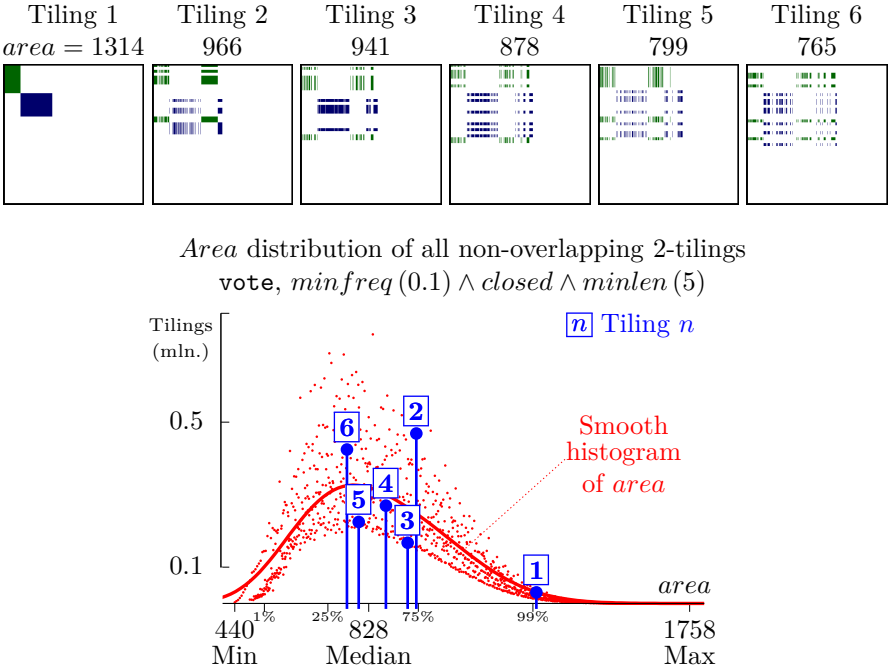 Tiling 1 Tiling 2 Tiling 3 Tiling 4 Tiling 5 Tiling 6
area = 1314 966 941 878 799 765
Area distribution of all non-overlapping 2-tilings
vote, minfreq (0.1) ∧ closed ∧ minlen (5)
Tilings
(mln.)
n Tiling n
0.5
2
6
Smooth
histogram
of area
4
5
3
0.1
1
area
1% 25% 75% 99%
440 828 1758
Min Median Max